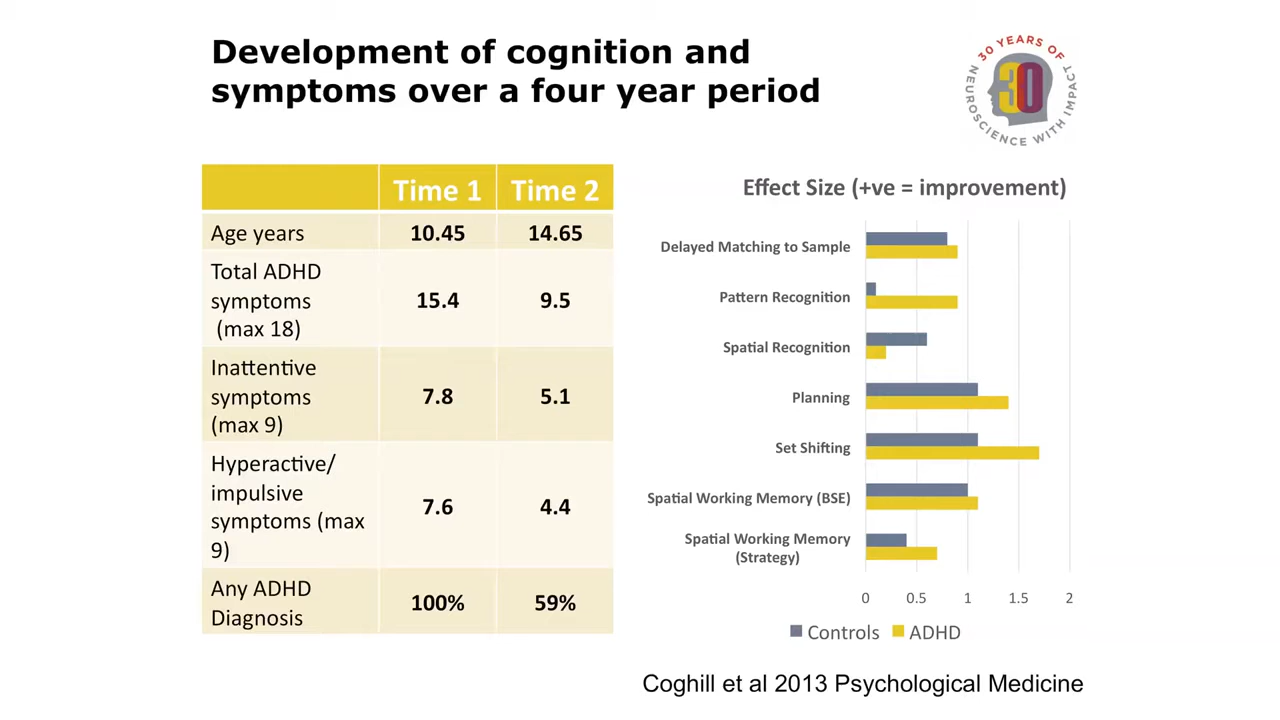 Development of cognition and
symptoms over a four year period
30 YEARS OF
NEUROSCIENCE WITH IMPACT
30
Time 1 Time 2
Age years 10.45 14.65
Total ADHD
symptoms 15.4 9.5
(max 18)
Inattentive
symptoms 7.8 5.1
(max 9)
Hyperactive/
impulsive 7.6 4.4
symptoms (max
9)
Any ADHD 100% 59%
Diagnosis
Effect Size (+ve = improvement)
Delayed Matching to Sample
Pattern Recognition
Spatial Recognition
Planning
Set Shifting
Spatial Working Memory (BSE)
Spatial Working Memory
(Strategy)
0 0.5 1 1.5 2
Controls ADHD
Coghill et al 2013 Psychological Medicine